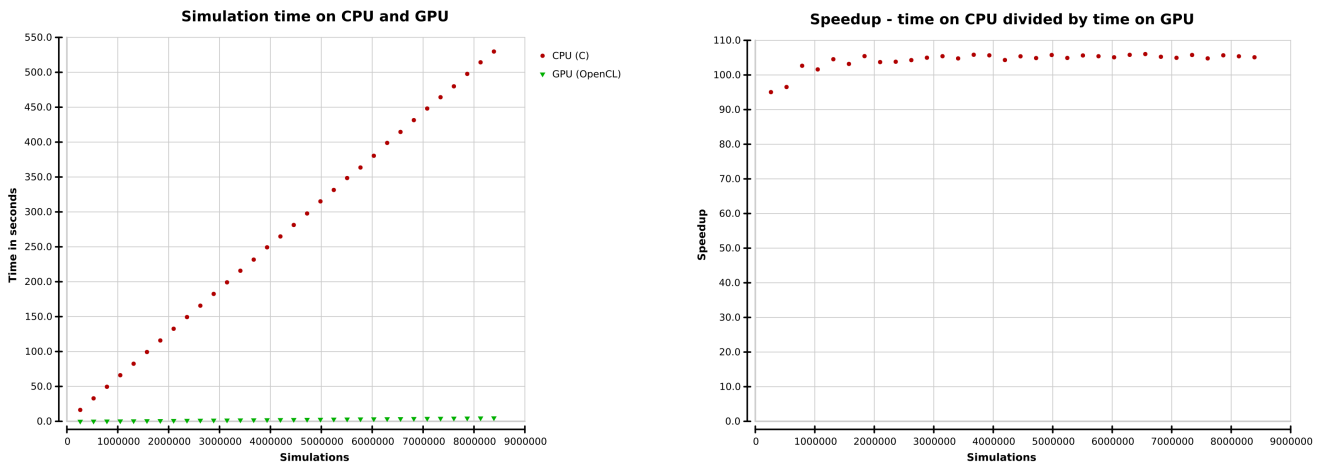 Simulation time on CPU and GPU
550.0
500.0
450.0
400.0
350.0
300.0
250.0
200.0
150.0
100.0
50.0
0.0
Time in seconds
0 1000000 2000000 3000000 4000000 5000000 6000000 7000000 8000000 9000000
Simulations
CPU (C)
GPU (OpenCL)
Speedup - time on CPU divided by time on GPU
110.0
100.0
90.0
80.0
70.0
60.0
50.0
40.0
30.0
20.0
10.0
0.0
Speedup
0 1000000 2000000 3000000 4000000 5000000 6000000 7000000 8000000 9000000
Simulations